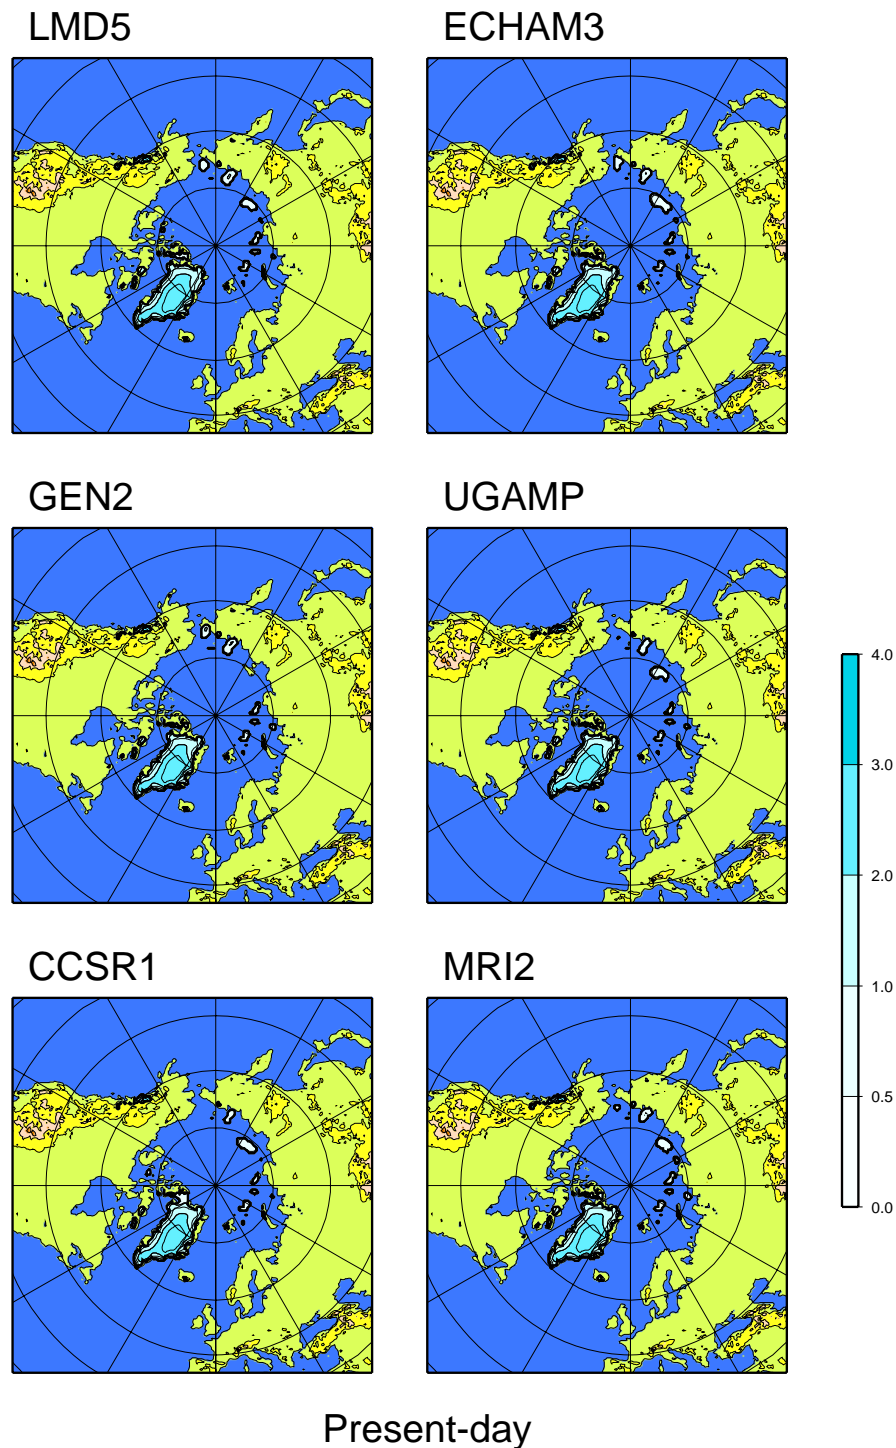 LMD5
ECHAM3
GEN2
UGAMP
4.0
3.0
2.0
1.0
0.5
0.0
CCSR1
MRI2
Present-day